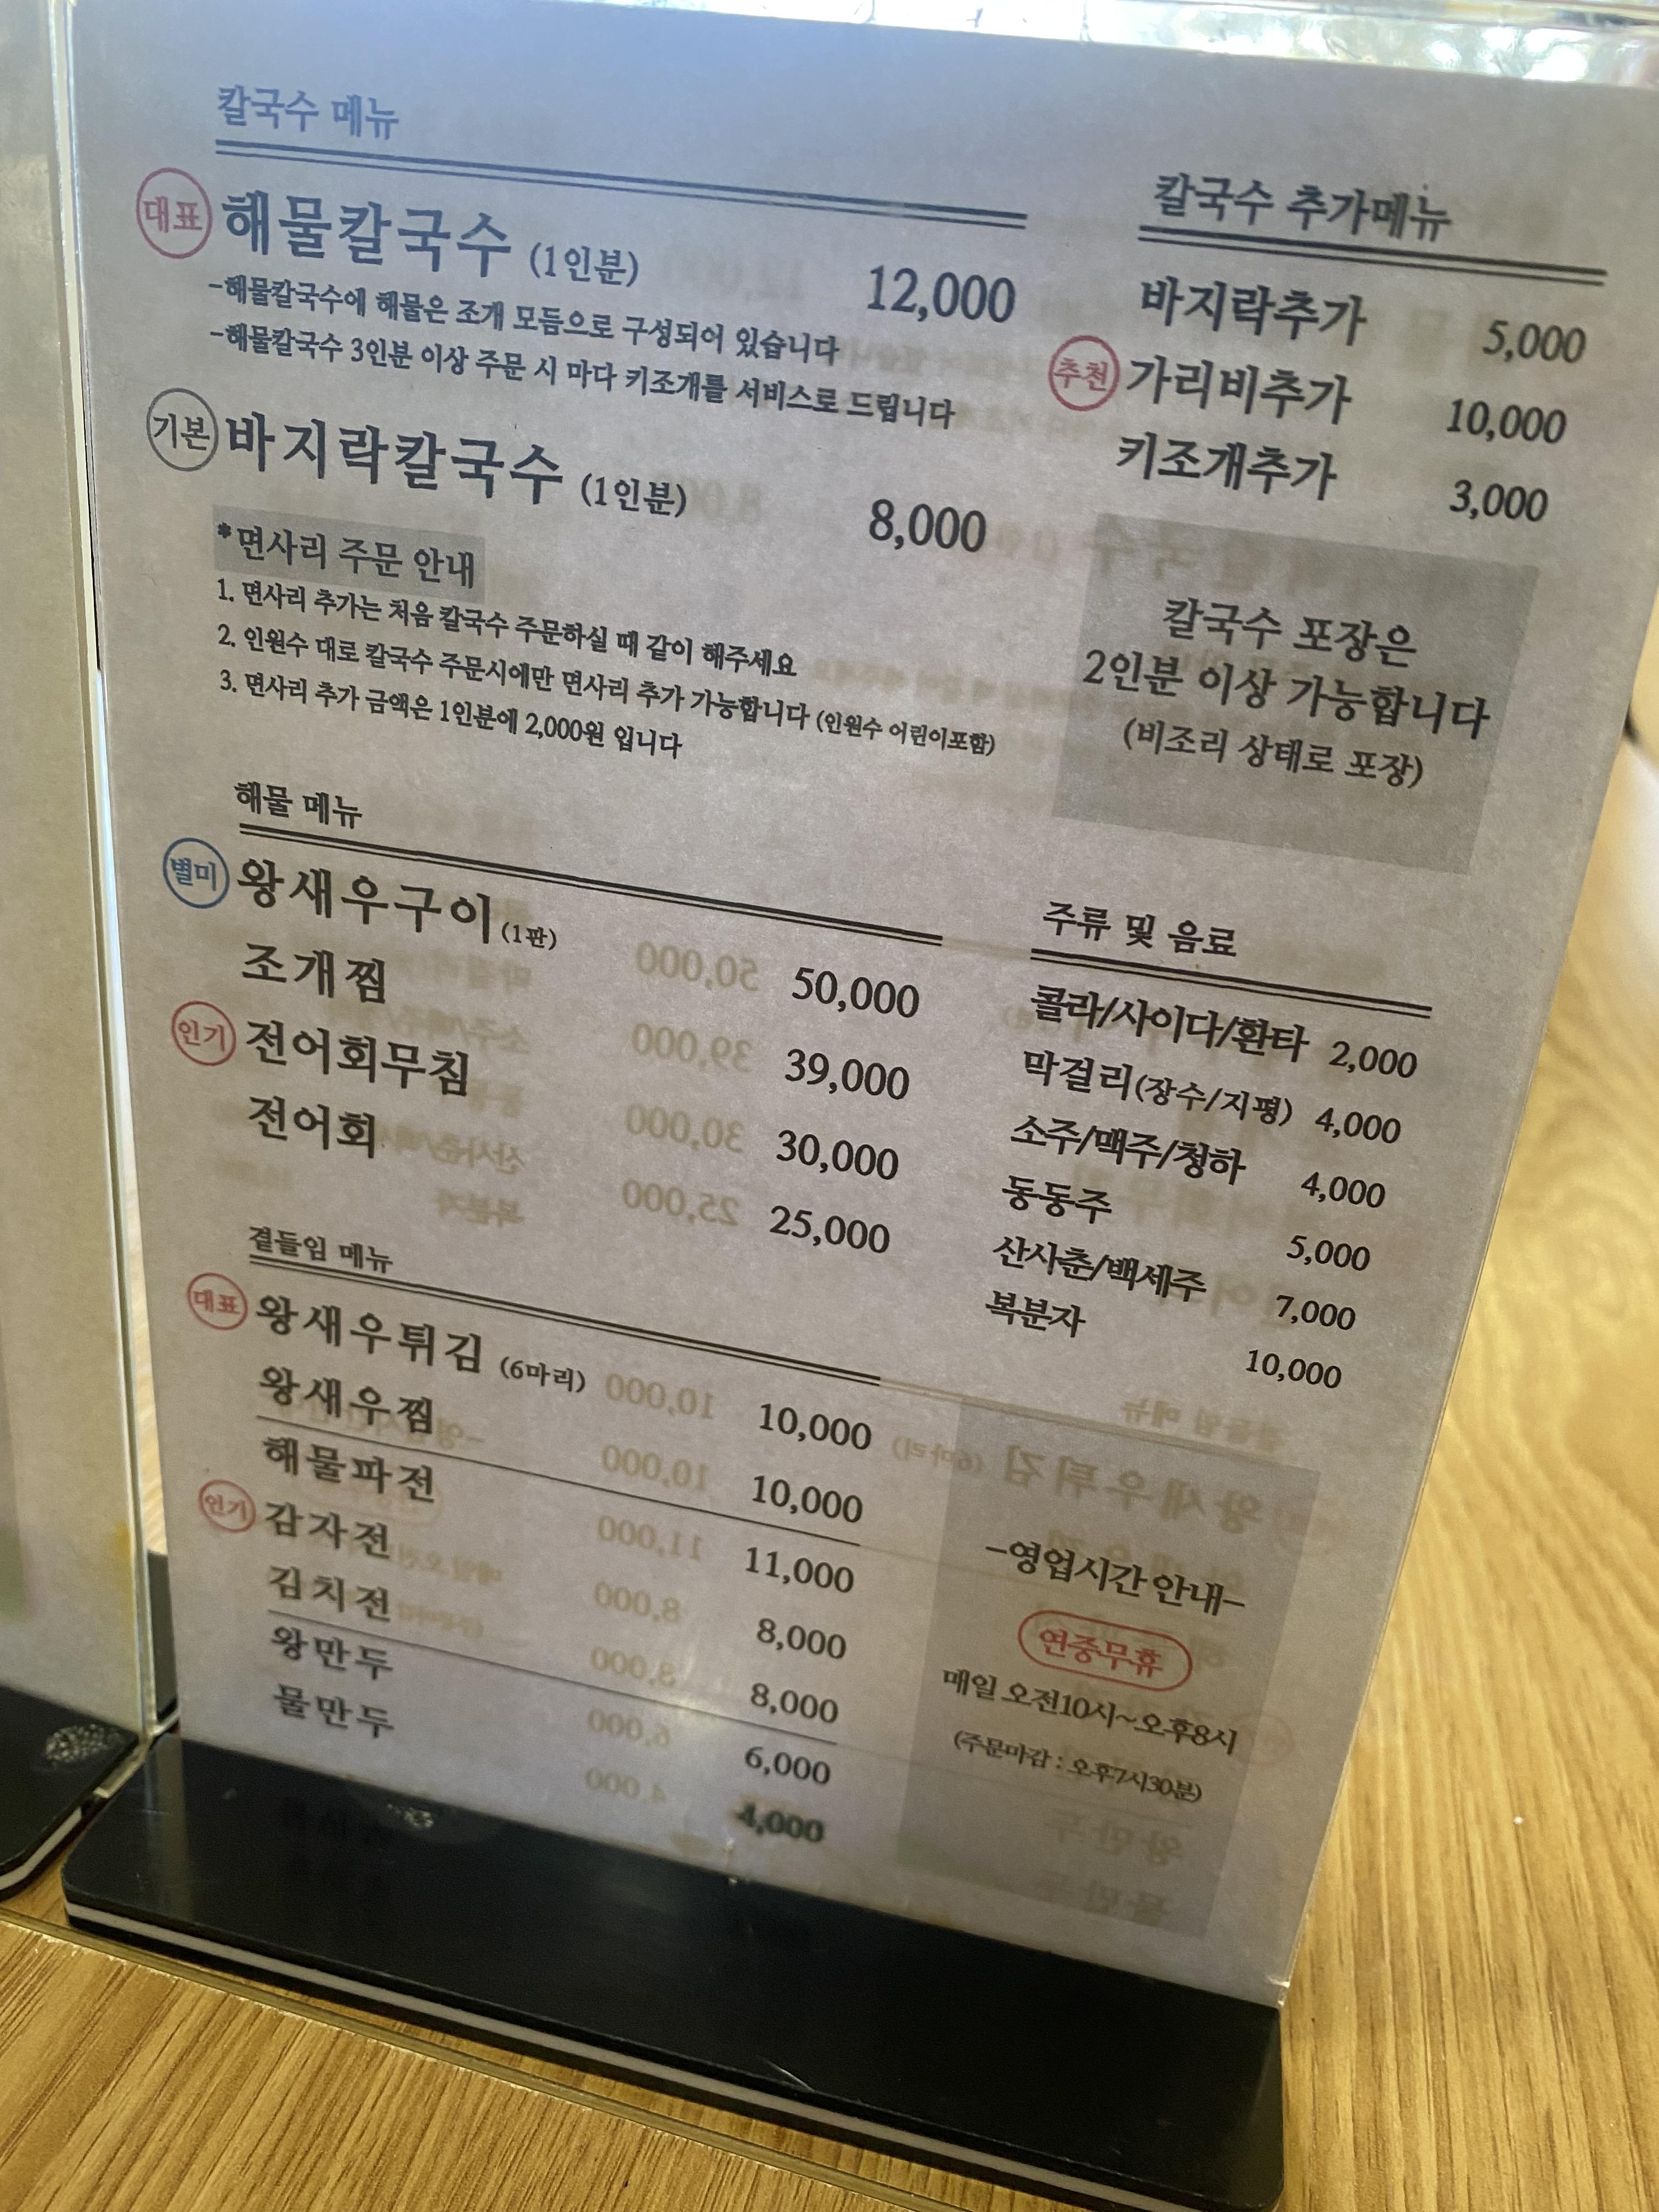 칼국수 메뉴
대표 해물칼국수 (1인분) 12,000
-해물칼국수에 해물은 조개 모듬으로 구성되어 있습니다
-해물칼국수 3인분 이상 주문 시 마다 키조개를 서비스로 드립니다
기본 바지락칼국수 (1인분) 8,000
*면사리 주문 안내
1. 면사리 추가는 처음 칼국수 주문하실 때 같이 해주세요
2. 인원수 대로 칼국수 주문시에만 면사리 추가 가능합니다 (인원수 어린이포함)
3. 면사리 추가 금액은 1인분에 2,000원 입니다
칼국수 추가메뉴
바지락추가 5,000
추천 가리비추가 10,000
키조개추가 3,000
칼국수 포장은
2인분 이상 가능합니다
(비조리 상태로 포장)
해물 메뉴
별미 왕새우구이 (1판) 50,000
조개찜 39,000
인기 전어회무침 30,000
전어회 25,000
주류 및 음료
콜라/사이다/환타 2,000
막걸리(장수/지평) 4,000
소주/맥주/청하 4,000
동동주 5,000
산사춘/백세주 7,000
복분자 10,000
곁들임 메뉴
대표 왕새우튀김 (6마리) 10,000
왕새우찜 10,000
해물파전 11,000
인기 감자전 8,000
김치전 8,000
왕만두 6,000
물만두 4,000
-영업시간 안내-
연중무휴
매일 오전10시~오후8시
(주문마감 : 오후7시30분)